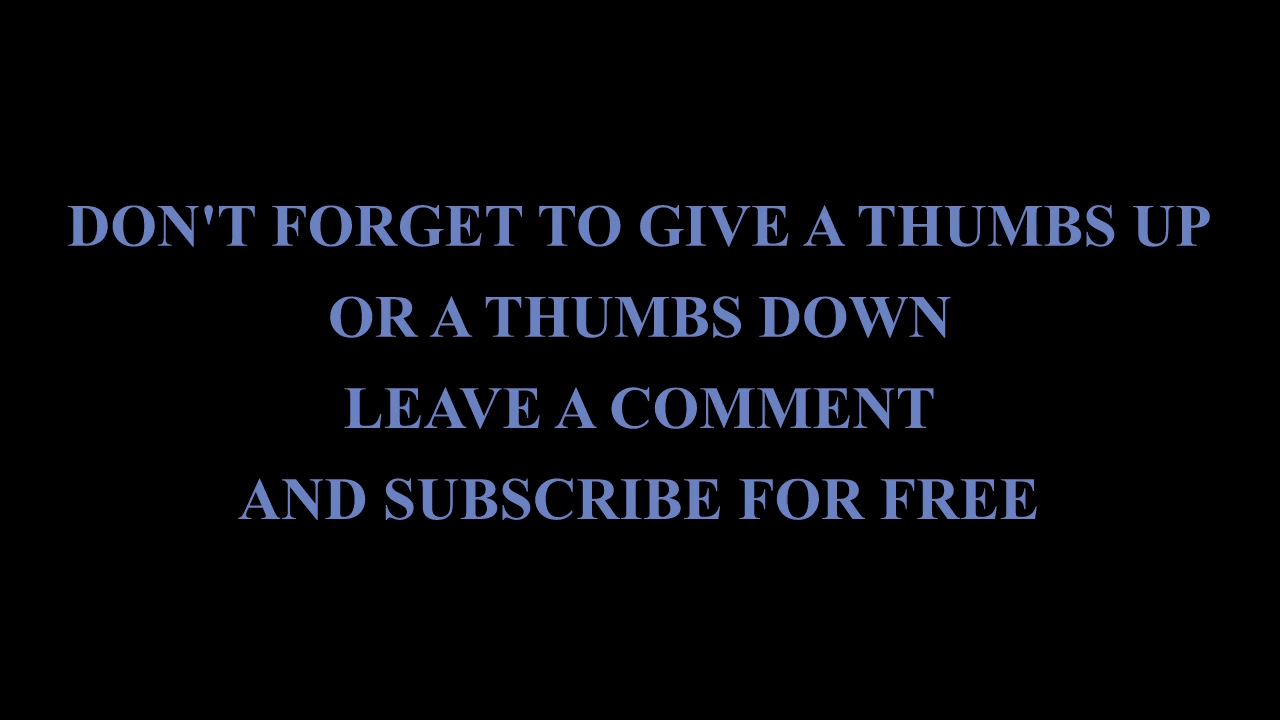 DON'T FORGET TO GIVE A THUMBS UP
OR A THUMBS DOWN
LEAVE A COMMENT
AND SUBSCRIBE FOR FREE